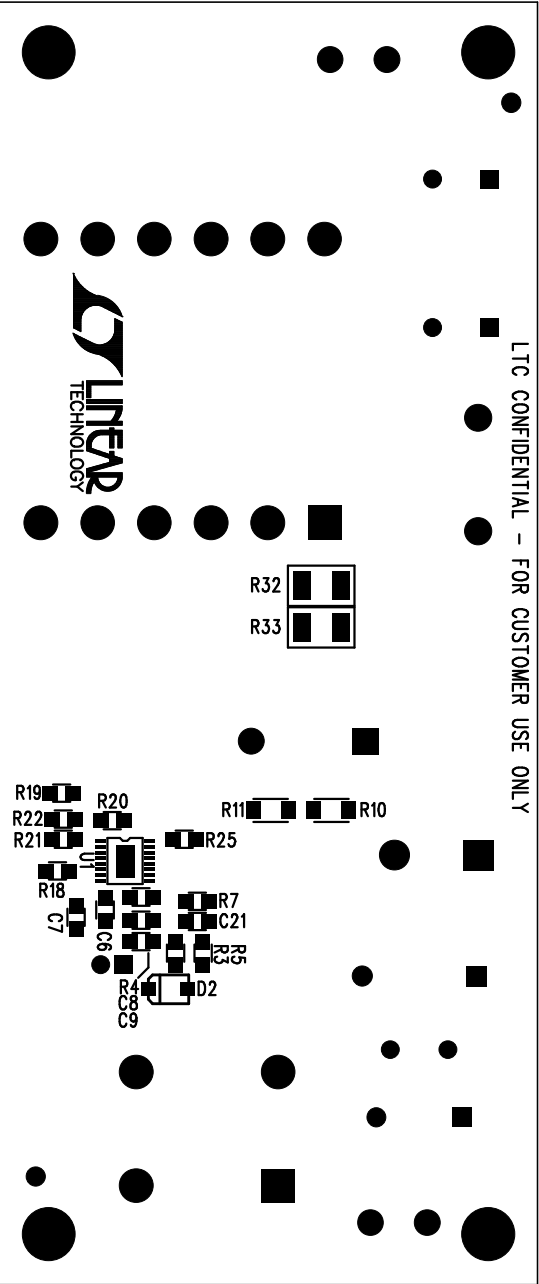 LTC CONFIDENTIAL - FOR CUSTOMER USE ONLY
LINEAR
TECHNOLOGY
R32
R33
R19
R20
R22
R11
R10
R21
R25
U1
R18
R7
C7
C6
C21
R3
R5
R4
D2
C8
C9